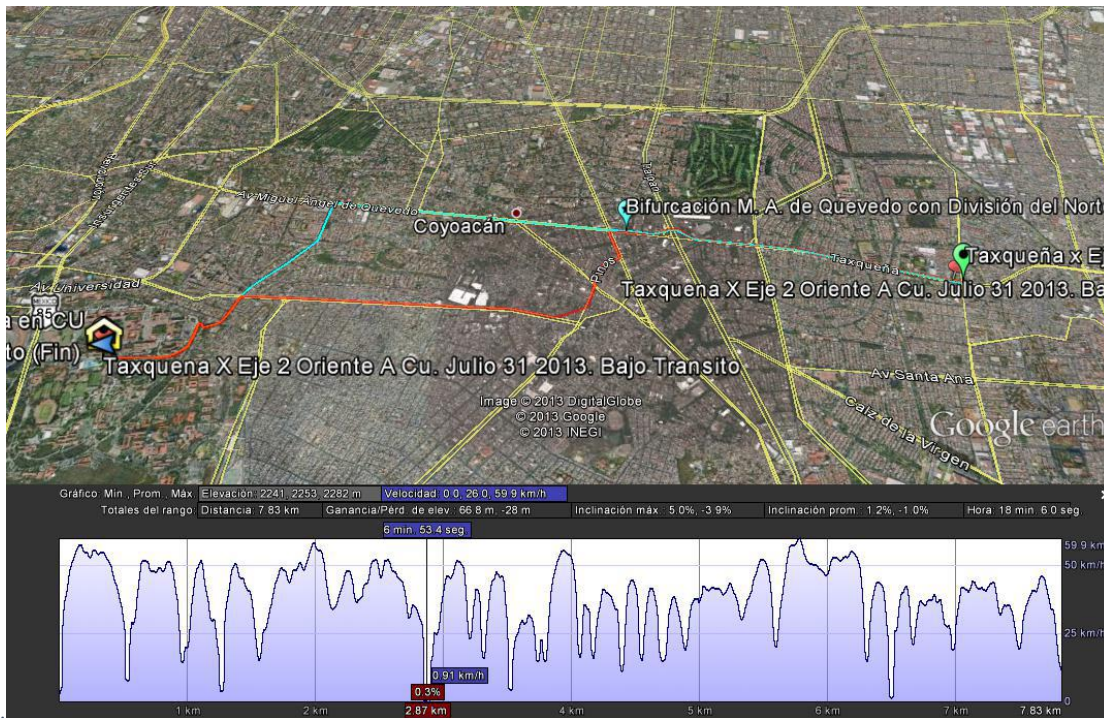 Insurgentes Sur
Av Miguel Angel de Quevedo
Tlalpan
Bifurcación M. A. de Quevedo con División del Nort
Coyoacán
Taxqueña
Taxqueña x Ej
Pinos
Av Universidad
Taxquena X Eje 2 Oriente A Cu. Julio 31 2013. Ba
MEXICO
85
a en CU
to (Fin)
Taxquena X Eje 2 Oriente A Cu. Julio 31 2013. Bajo Transito
Av Santa Ana
Image © 2013 DigitalGlobe
© 2013 Google
© 2013 INEGI
Calz de la Virgen
Google earth
Gráfico: Mín., Prom., Máx. Elevación: 2241, 2253, 2282 m Velocidad: 0.0, 26.0, 59.9 km/h
Totales del rango: Distancia: 7.83 km Ganancia/Pérd. de elev.: 66.8 m, -28 m Inclinación máx.: 5.0%, -3.9% Inclinación prom.: 1.2%, -1.0% Hora: 18 min. 6.0 seg.
6 min. 53.4 seg.
59.9 km
50 km/h
25 km/h
0.91 km/h
0.3%
0
1 km 2 km 2.87 km 4 km 5 km 6 km 7 km 7.83 km